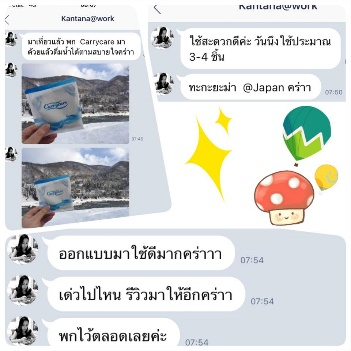 Kantana@work
มาเที่ยวแล้ว พก Carrycare มา
ด้วยแล้วดื่มน้ำได้ตามสบายใจคร่าา
07:43
Kantana@work
ใช้สะดวกดีค่ะ วันนึง ใช้ประมาณ
3-4 ชิ้น
ทะกะยะม่า @Japan คร่าา
07:50
ออกแบบมาใช้ดีมากคร่าาา
07:54
เด่วไปไหน รีวิวมาให้อีกคร่าา
07:54
พกไว้ตลอดเลยค่ะ
07:54